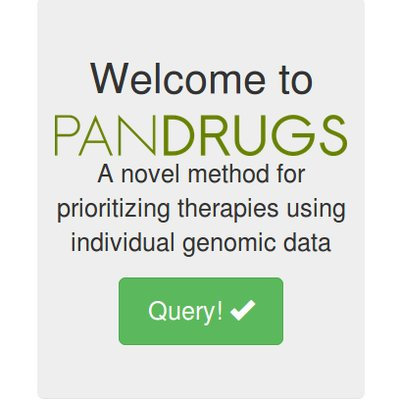 Welcome to
PANDRUGS
A novel method for
prioritizing therapies using
individual genomic data
Query!